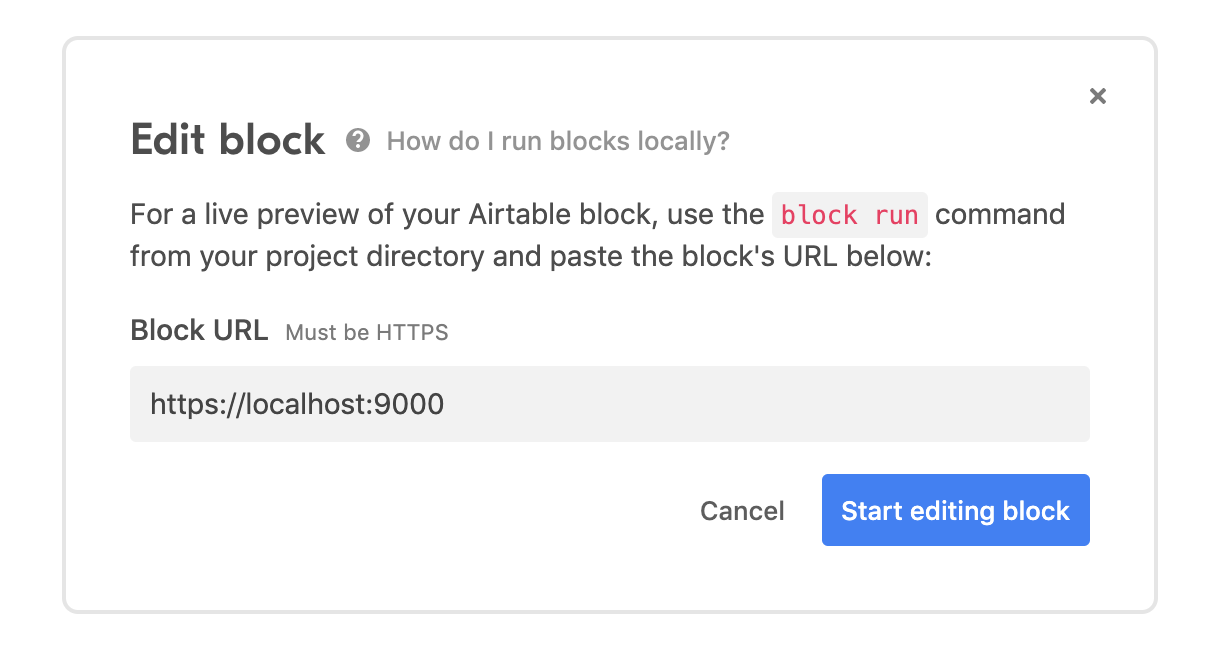 Edit block How do I run blocks locally?
For a live preview of your Airtable block, use the block run command
from your project directory and paste the block's URL below:
Block URL Must be HTTPS
https://localhost:9000
Cancel Start editing block